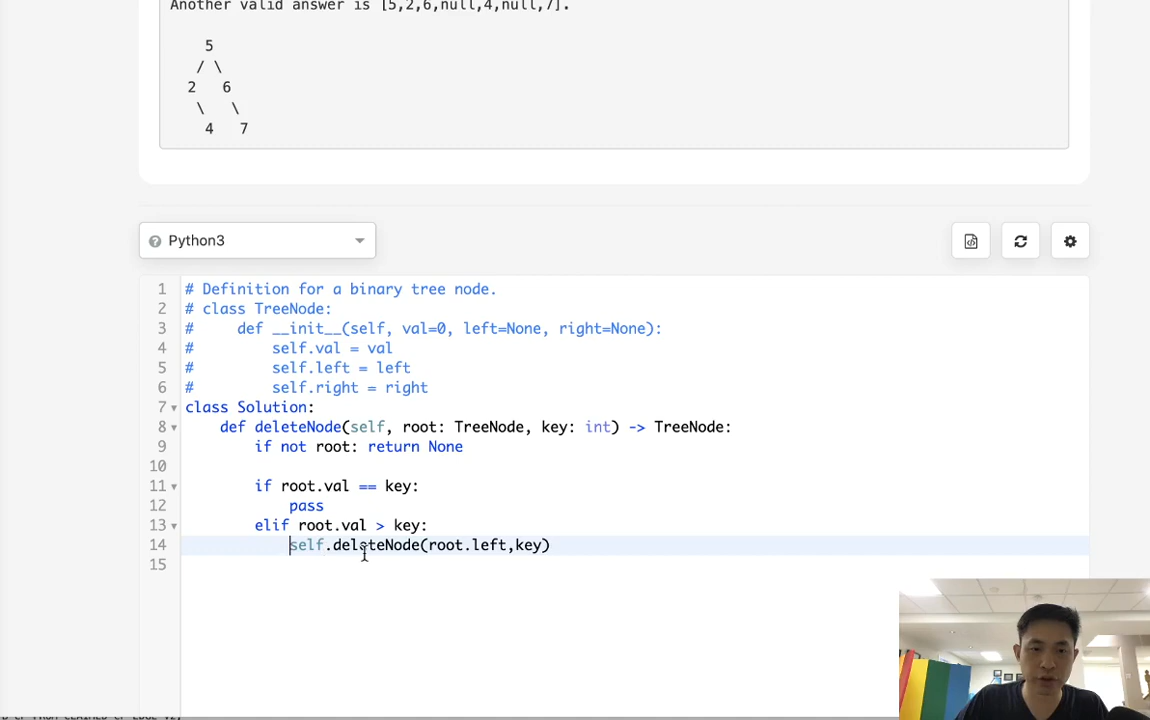 Another valid answer is [5,2,6,null,4,null,7].
5
/ \
2 6
\ \
4 7
Python3
1 # Definition for a binary tree node.
2 # class TreeNode:
3 # def __init__(self, val=0, left=None, right=None):
4 # self.val = val
5 # self.left = left
6 # self.right = right
7 class Solution:
8 def deleteNode(self, root: TreeNode, key: int) -> TreeNode:
9 if not root: return None
10
11 if root.val == key:
12 pass
13 elif root.val > key:
14 self.deleteNode(root.left,key)
15